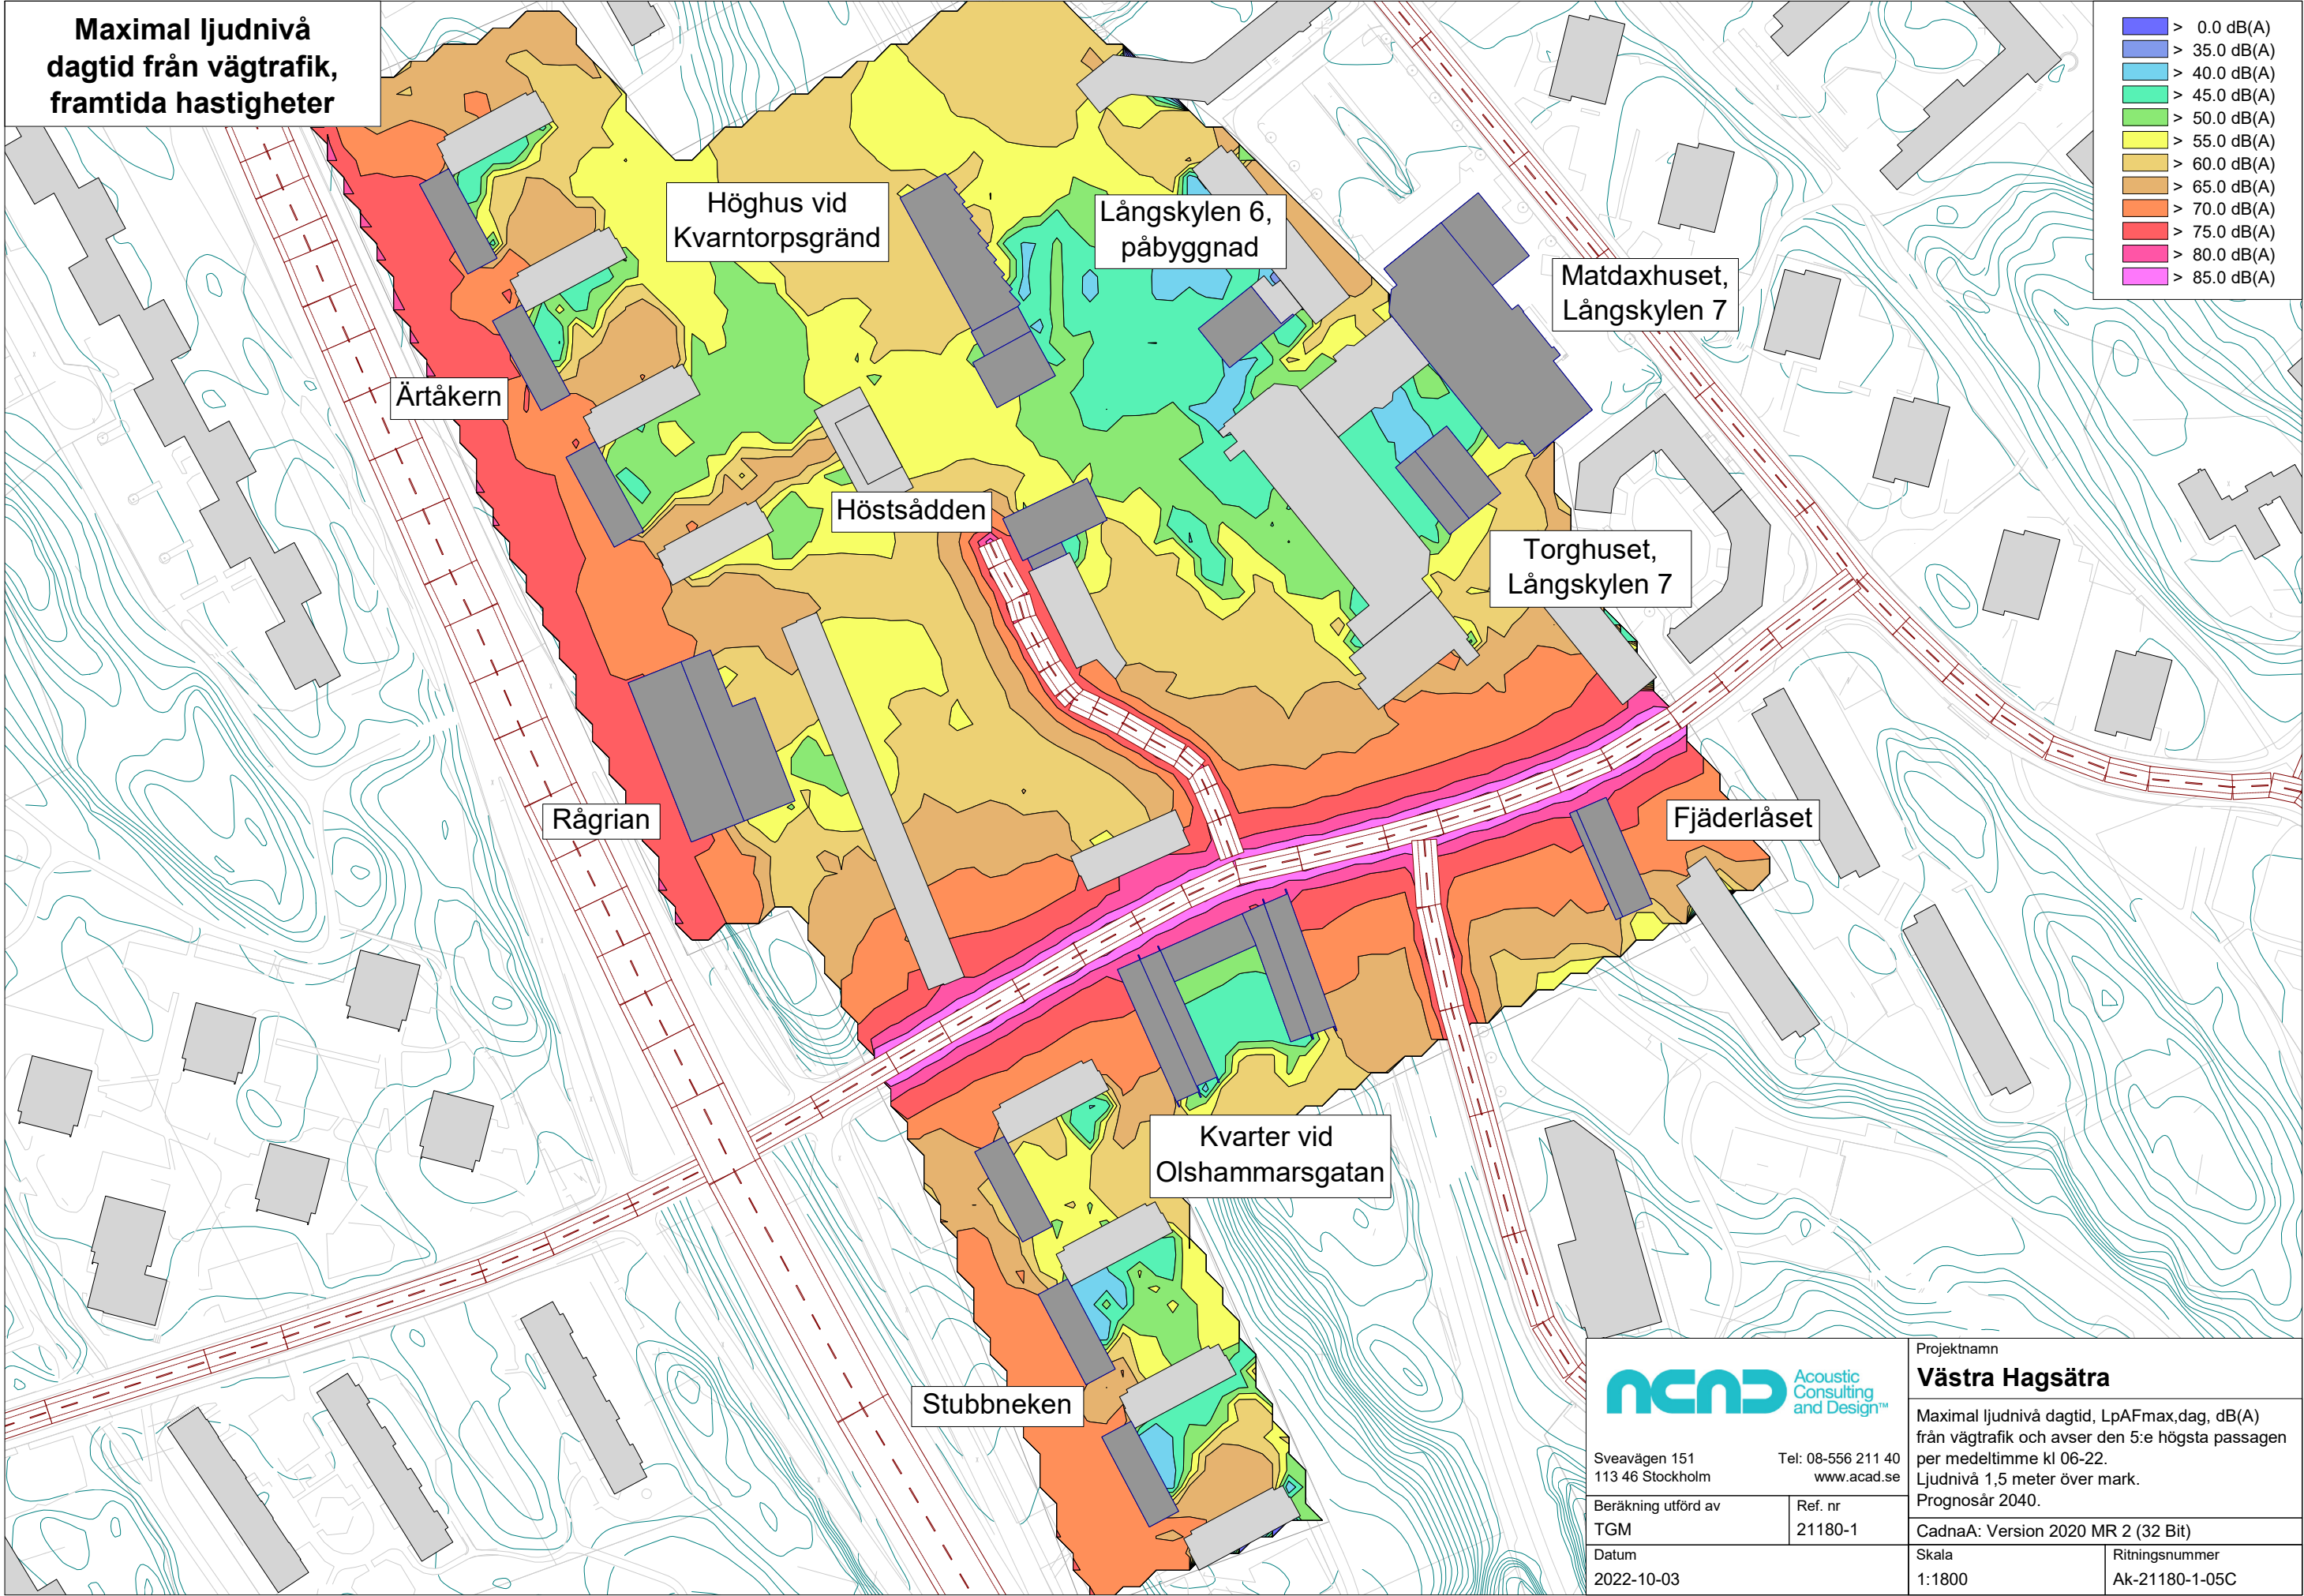 Maximal ljudnivå
dagtid från vägtrafik,
framtida hastigheter
> 0.0 dB(A)
> 35.0 dB(A)
> 40.0 dB(A)
> 45.0 dB(A)
> 50.0 dB(A)
> 55.0 dB(A)
> 60.0 dB(A)
> 65.0 dB(A)
> 70.0 dB(A)
> 75.0 dB(A)
> 80.0 dB(A)
> 85.0 dB(A)
Höghus vid
Kvarntorpsgränd
Långskylen 6,
påbyggnad
Matdaxhuset,
Långskylen 7
Ärtåkern
Höstsådden
Torghuset,
Långskylen 7
Rågrian
Fjäderlåset
Kvarter vid
Olshammarsgatan
Stubbneken
ACAD
Acoustic
Consulting
and Design™
Sveavägen 151
113 46 Stockholm
Tel: 08-556 211 40
www.acad.se
Beräkning utförd av
TGM
Ref. nr
21180-1
Datum
2022-10-03
Projektnamn
Västra Hagsätra
Maximal ljudnivå dagtid, LpAFmax,dag, dB(A)
från vägtrafik och avser den 5:e högsta passagen
per medeltimme kl 06-22.
Ljudnivå 1,5 meter över mark.
Prognosår 2040.
CadnaA: Version 2020 MR 2 (32 Bit)
Skala
1:1800
Ritningsnummer
Ak-21180-1-05C